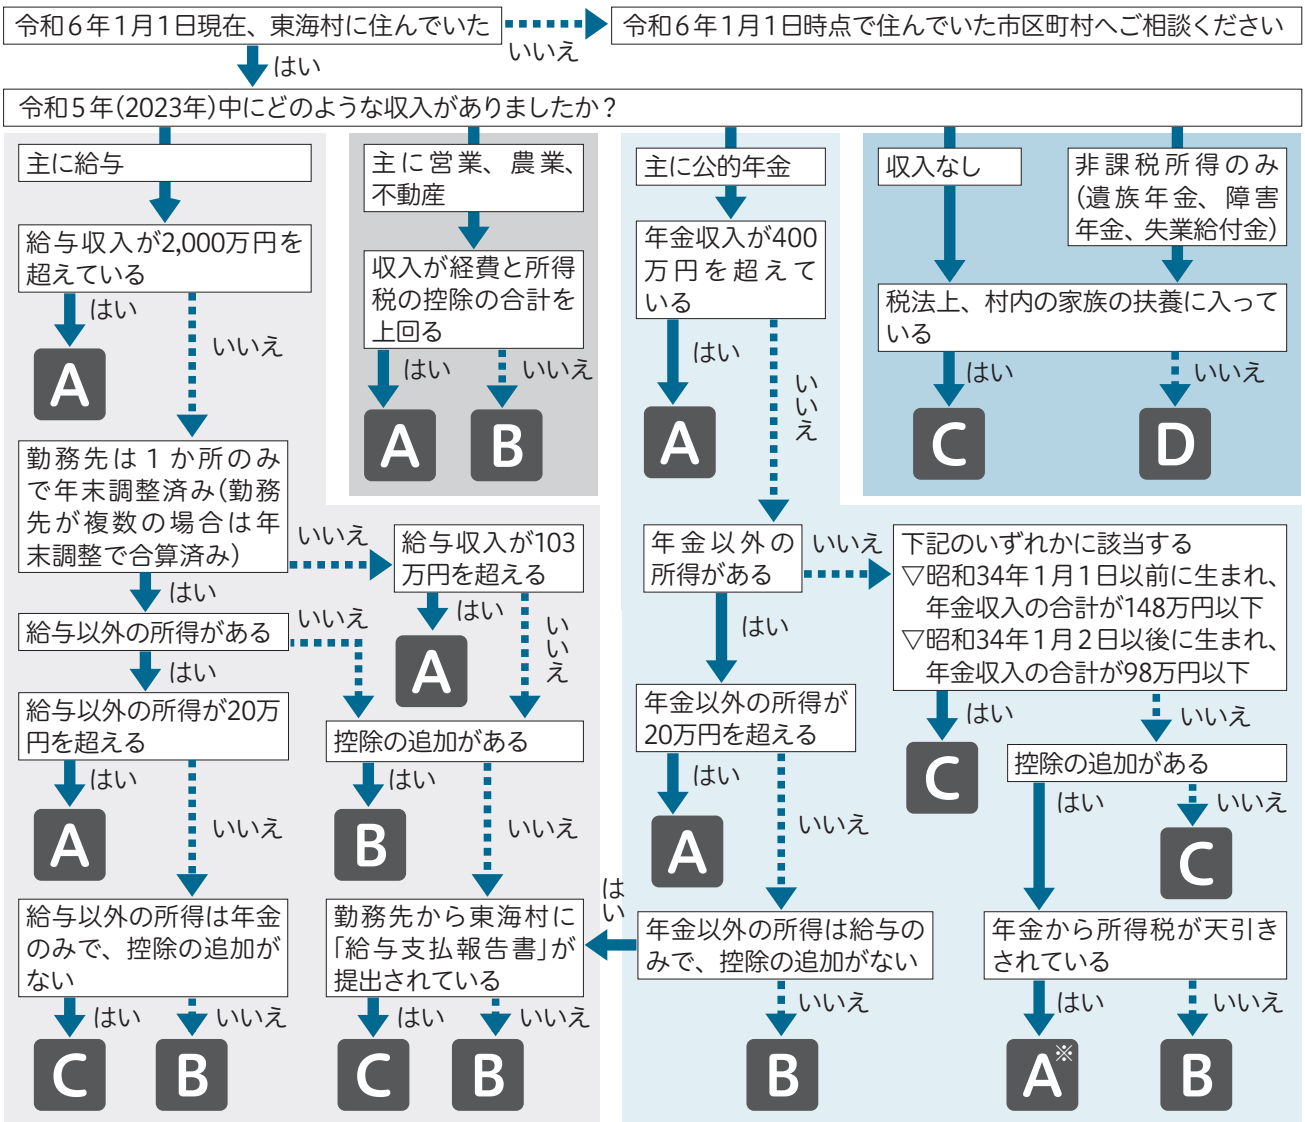 令和6年1月1日現在、東海村に住んでいた
いいえ
令和6年1月1日時点で住んでいた市区町村へご相談ください
はい
令和5年(2023年)中にどのような収入がありましたか？
主に給与
給与収入が2,000万円を
超えている
はい
いいえ
A
勤務先は1か所のみ
で年末調整済み(勤務
先が複数の場合は年
末調整で合算済み)
いいえ
はい
給与収入が103
万円を超える
はい
いいえ
A
給与以外の所得がある
いいえ
はい
給与以外の所得が20万
円を超える
はい
いいえ
A
控除の追加がある
はい
いいえ
B
給与以外の所得は年金
のみで、控除の追加が
ない
はい
いいえ
C
B
勤務先から東海村に
「給与支払報告書」が
提出されている
はい
いいえ
C
B
主に営業、農業、
不動産
収入が経費と所得
税の控除の合計を
上回る
はい
いいえ
A
B
主に公的年金
年金収入が400
万円を超えて
いる
はい
いいえ
A
年金以外の
所得がある
いいえ
はい
年金以外の所得が
20万円を超える
はい
いいえ
A
年金以外の所得は給与の
みで、控除の追加がない
はい
いいえ
B
下記のいずれかに該当する
▽昭和34年1月1日以前に生まれ、
年金収入の合計が148万円以下
▽昭和34年1月2日以後に生まれ、
年金収入の合計が98万円以下
はい
いいえ
C
控除の追加がある
はい
いいえ
C
年金から所得税が天引き
されている
はい
いいえ
A※
B
収入なし
非課税所得のみ
(遺族年金、障害
年金、失業給付金)
税法上、村内の家族の扶養に入って
いる
はい
いいえ
C
D